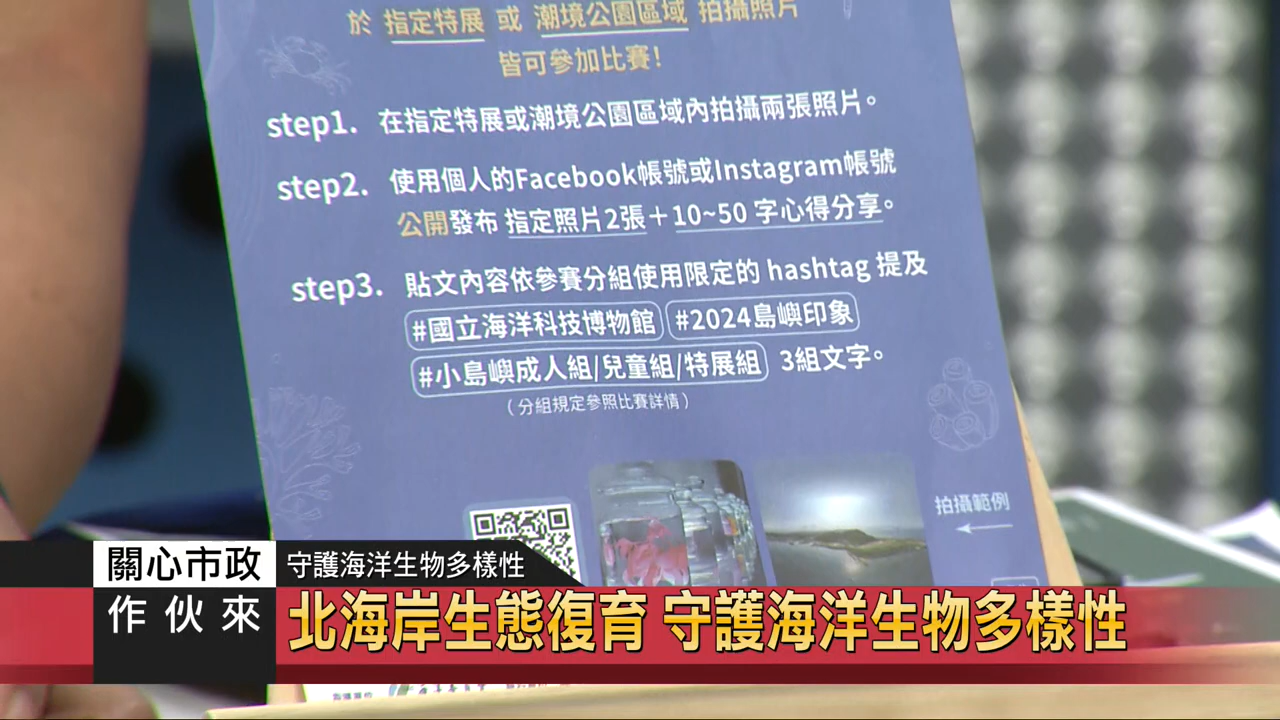 於 指定特展 或 潮境公園區域 拍攝照片
皆可參加比賽!
step1. 在指定特展或潮境公園區域內拍攝兩張照片。
step2. 使用個人的Facebook帳號或Instagram帳號
公開發布 指定照片2張+10~50 字心得分享。
step3. 貼文內容依參賽分組使用限定的 hashtag 提及
#國立海洋科技博物館 #2024島嶼印象
#小島嶼成人組/兒童組/特展組 3組文字。
(分組規定參照比賽詳情)
拍攝範例
關心市政
守護海洋生物多樣性
作伙來
北海岸生態復育 守護海洋生物多樣性